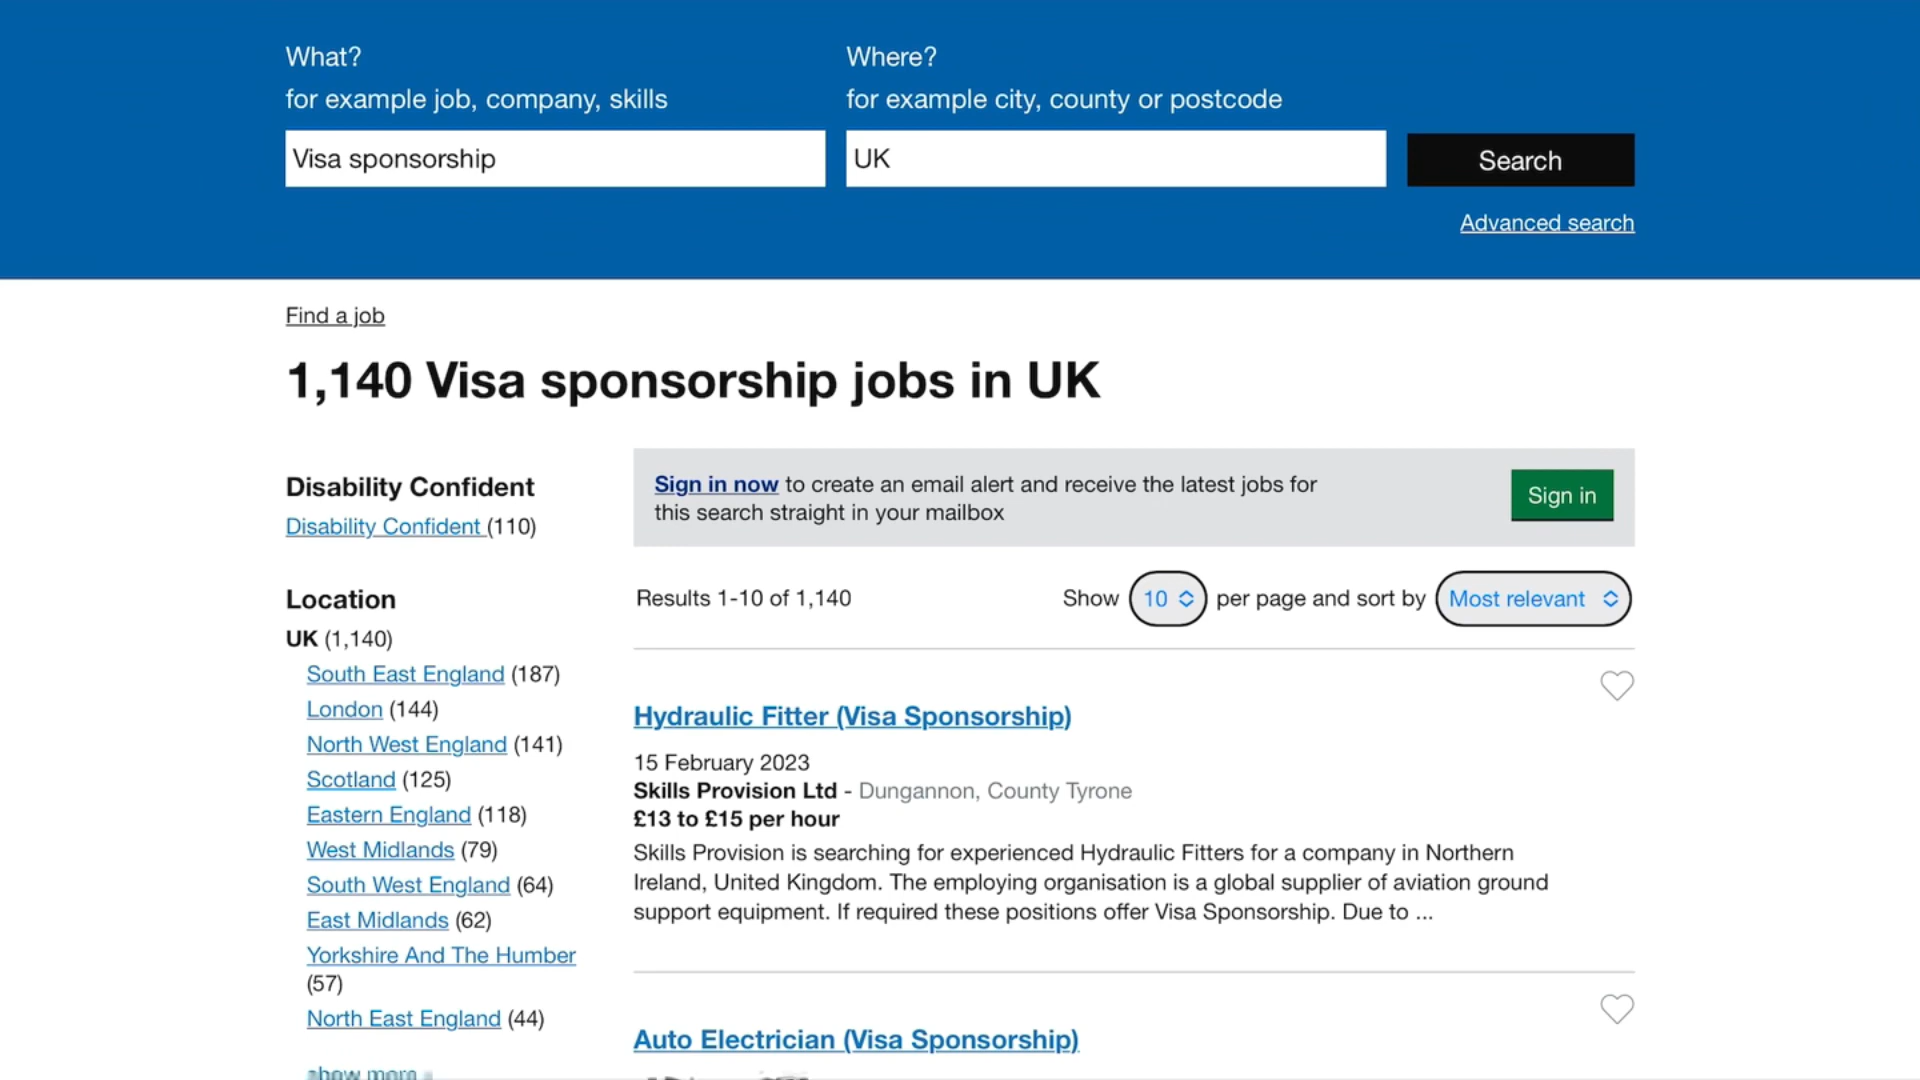 What?
for example job, company, skills
Visa sponsorship
Where?
for example city, county or postcode
UK
Search
Advanced search
Find a job
1,140 Visa sponsorship jobs in UK
Disability Confident
Disability Confident (110)
Location
UK (1,140)
South East England (187)
London (144)
North West England (141)
Scotland (125)
Eastern England (118)
West Midlands (79)
South West England (64)
East Midlands (62)
Yorkshire And The Humber
(57)
North East England (44)
show more
Sign in now to create an email alert and receive the latest jobs for
this search straight in your mailbox
Sign in
Results 1-10 of 1,140
Show 10 per page and sort by Most relevant
Hydraulic Fitter (Visa Sponsorship)
15 February 2023
Skills Provision Ltd - Dungannon, County Tyrone
£13 to £15 per hour
Skills Provision is searching for experienced Hydraulic Fitters for a company in Northern
Ireland, United Kingdom. The employing organisation is a global supplier of aviation ground
support equipment. If required these positions offer Visa Sponsorship. Due to ...
Auto Electrician (Visa Sponsorship)